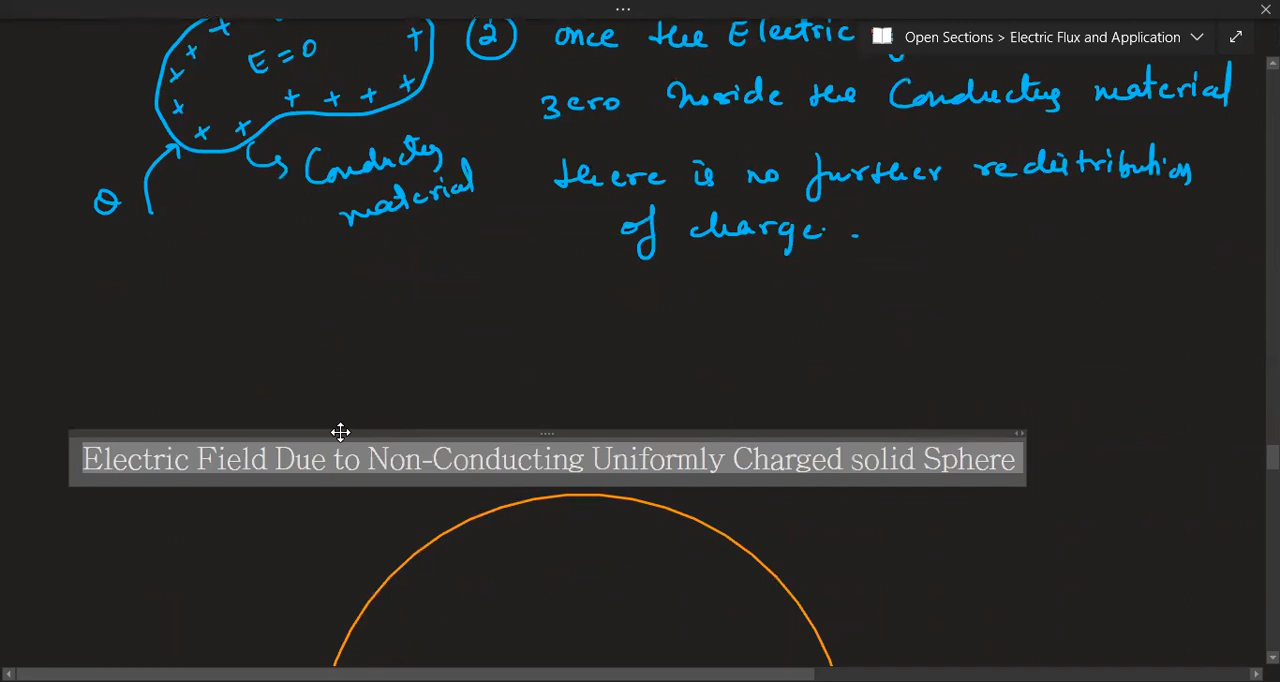 Open Sections > Electric Flux and Application
E = 0
(2) once the Electric
zero Inside the Conducting material
there is no further redistribution
of charge .
Conducting
material
Q
Electric Field Due to Non-Conducting Uniformly Charged solid Sphere